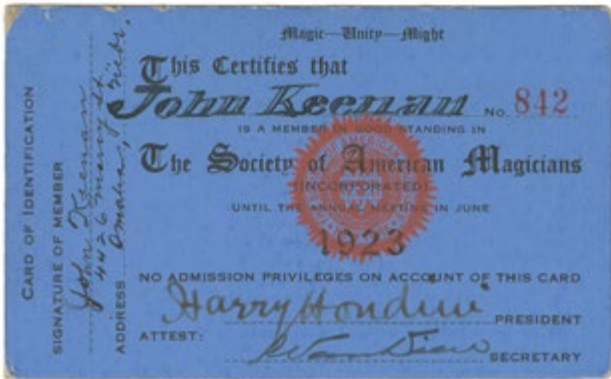 Magic—Unity—Might
This Certifies that
John Keenan No. 842
IS A MEMBER IN GOOD STANDING IN
The Society of American Magicians
(INCORPORATED)
UNTIL THE ANNUAL MEETING IN JUNE
1923
NO ADMISSION PRIVILEGES ON ACCOUNT OF THIS CARD
Harry Houdini PRESIDENT
ATTEST:
SECRETARY
CARD OF IDENTIFICATION
SIGNATURE OF MEMBER
John Keenan
4426 St.
ADDRESS Omaha, Nebr.